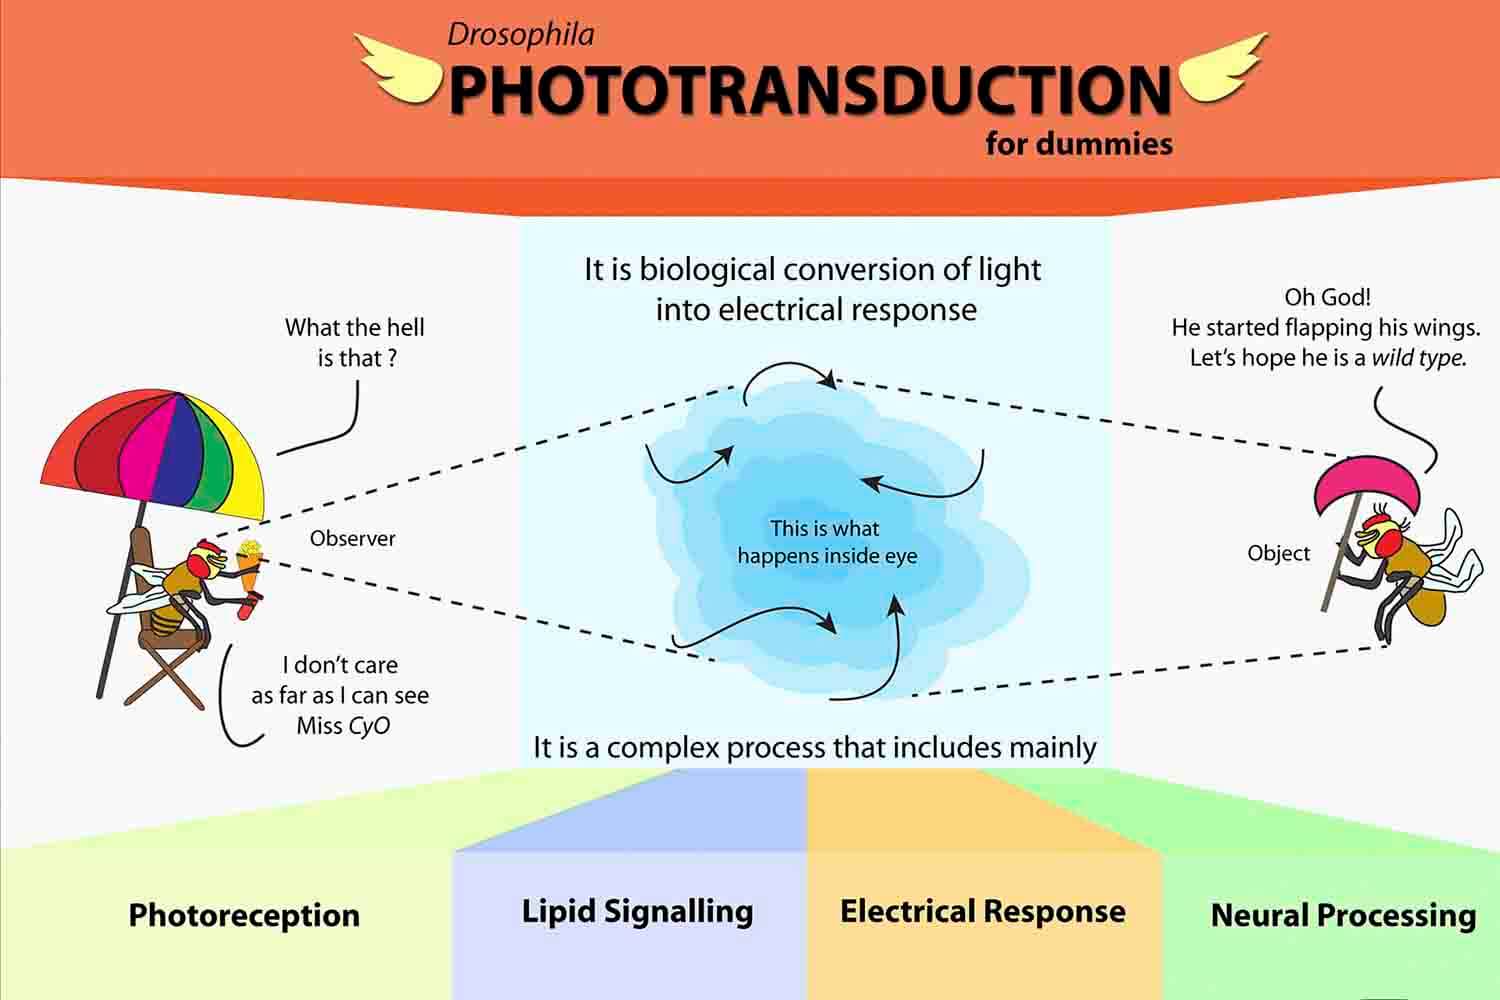 Drosophila
PHOTOTRANSDUCTION
for dummies
It is biological conversion of light
into electrical response
What the hell
is that ?
Oh God!
He started flapping his wings.
Let's hope he is a wild type.
Observer
This is what
happens inside eye
Object
I don't care
as far as I can see
Miss CyO
It is a complex process that includes mainly
Photoreception
Lipid Signalling
Electrical Response
Neural Processing